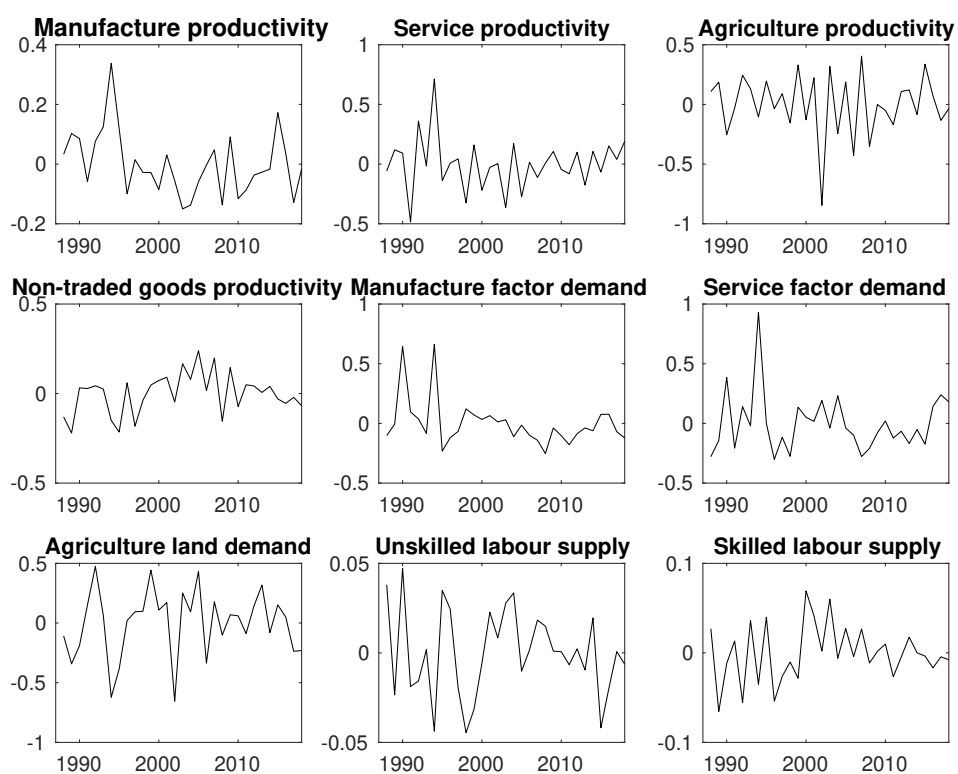 Manufacture productivity
0.4
0.2
0
-0.2
1990 2000 2010
Service productivity
1
0.5
0
-0.5
1990 2000 2010
Agriculture productivity
0.5
0
-0.5
-1
1990 2000 2010
Non-traded goods productivity
0.5
0
-0.5
1990 2000 2010
Manufacture factor demand
1
0.5
0
-0.5
1990 2000 2010
Service factor demand
1
0.5
0
-0.5
1990 2000 2010
Agriculture land demand
0.5
0
-0.5
-1
1990 2000 2010
Unskilled labour supply
0.05
0
-0.05
1990 2000 2010
Skilled labour supply
0.1
0
-0.1
1990 2000 2010